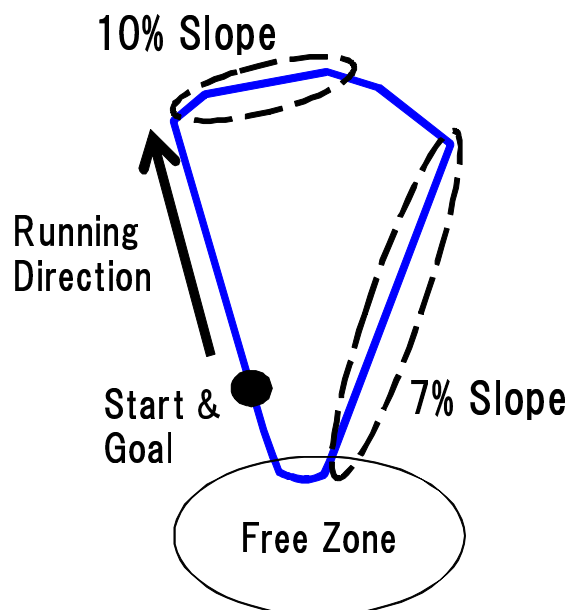 10% Slope
Running
Direction
Start &
Goal
7% Slope
Free Zone